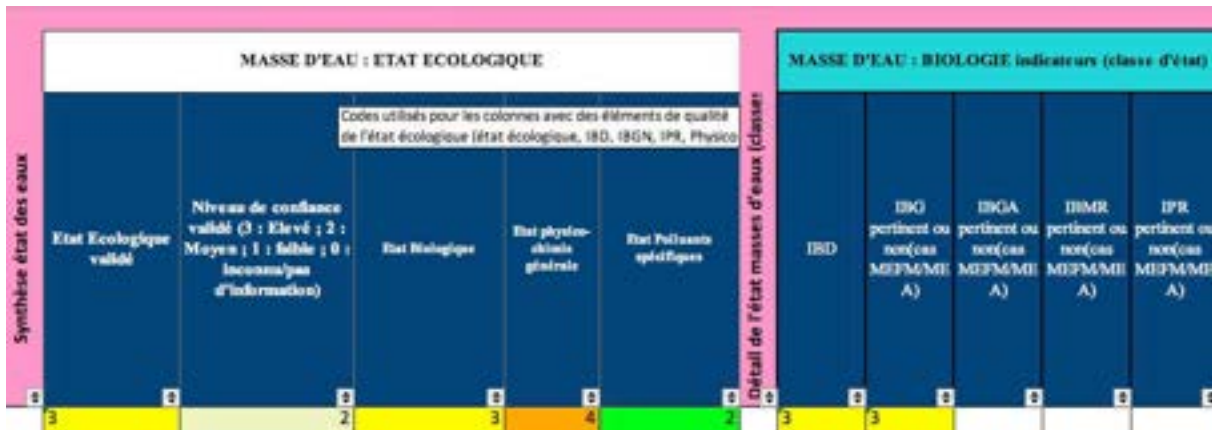 MASSE D'EAU : ETAT ECOLOGIQUE
MASSE D'EAU : BIOLOGIE indicateurs (classe d'état)
Synthèse état des eaux
Etat Ecologique
validé
Niveau de confiance
validé (3 : Elevé ; 2 :
Moyen ; 1 : faible ; 0 :
inconnu/pas
d'information)
Codes utilisés pour les colonnes avec des éléments de qualité
de l'état écologique (état écologique, IBD, IBGN, IPR, Physico
Etat Biologique
Etat physico-
chimie
générale
Etat Polluants
spécifiques
Détail de l'état masses d'eaux (classes
IBD
IBG
pertinent ou
non(cas
MEFM/ME
A)
IBGA
pertinent ou
non(cas
MEFM/ME
A)
IBMR
pertinent ou
non(cas
MEFM/ME
A)
IPR
pertinent ou
non(cas
MEFM/ME
A)
3
2
3
4
2
3
3